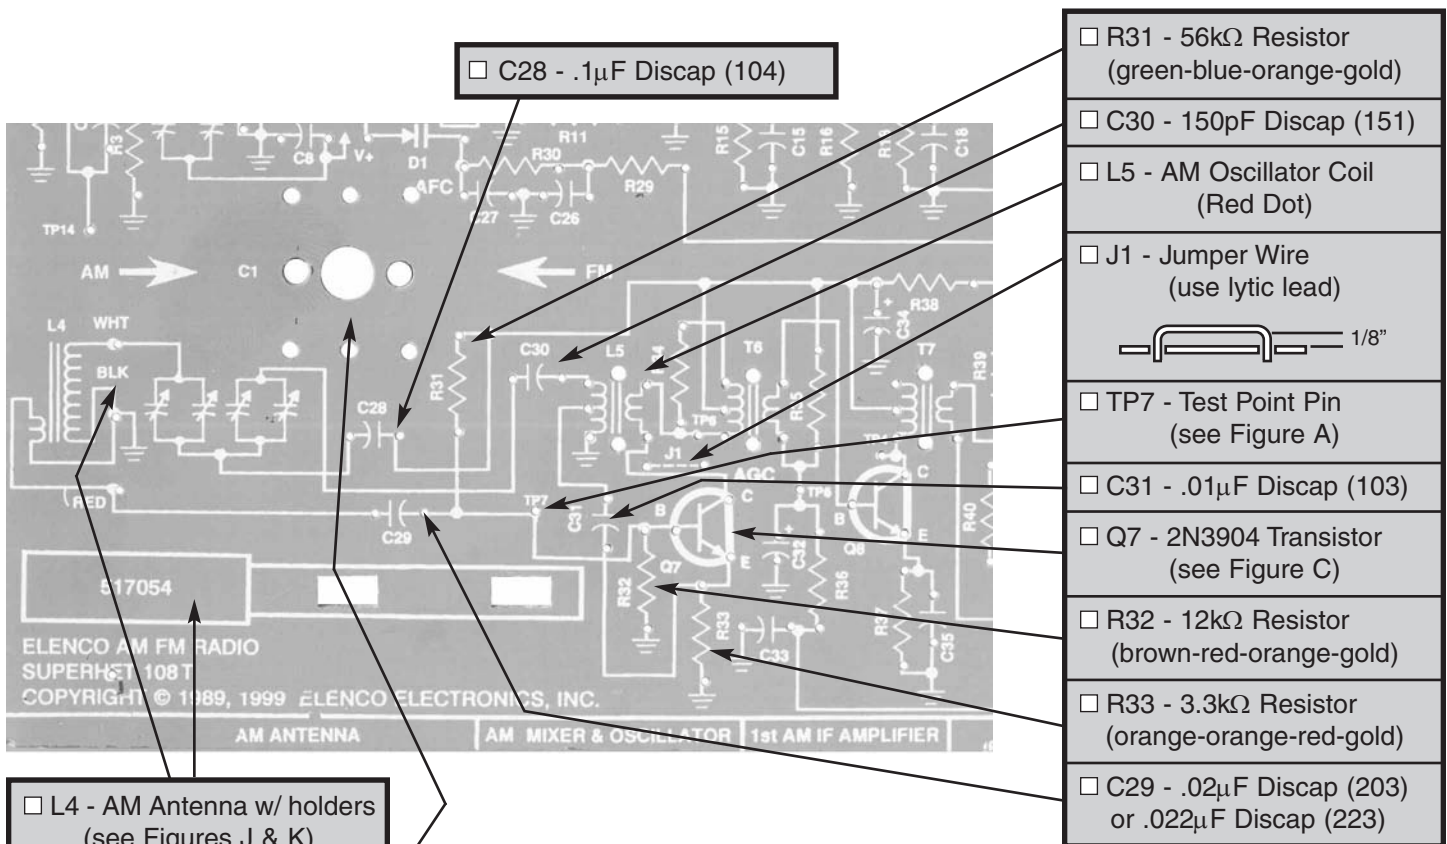 ☐ C28 - .1μF Discap (104)
☐ R31 - 56kΩ Resistor
(green-blue-orange-gold)
☐ C30 - 150pF Discap (151)
☐ L5 - AM Oscillator Coil
(Red Dot)
☐ J1 - Jumper Wire
(use lytic lead)
1/8”
☐ TP7 - Test Point Pin
(see Figure A)
☐ C31 - .01μF Discap (103)
☐ Q7 - 2N3904 Transistor
(see Figure C)
☐ R32 - 12kΩ Resistor
(brown-red-orange-gold)
☐ R33 - 3.3kΩ Resistor
(orange-orange-red-gold)
☐ C29 - .02μF Discap (203)
or .022μF Discap (223)
R3
C8
V+
D1
AFC
R11
R30
R29
C27
C26
R15
C15
R16
C18
TP14
AM
C1
FM
L4
WHT
BLK
RED
C28
R31
C30
L5
T6
TP6
J1
AGC
R38
C34
T7
R39
C29
TP7
C31
B
C
E
Q7
R32
R33
C32
C33
R36
B
C
E
Q8
R37
C35
R40
517054
ELENCO AM FM RADIO
SUPERHET 108T
COPYRIGHT © 1989, 1999 ELENCO ELECTRONICS, INC.
AM ANTENNA
AM MIXER & OSCILLATOR
1st AM IF AMPLIFIER
☐ L4 - AM Antenna w/ holders
(see Figures J & K)